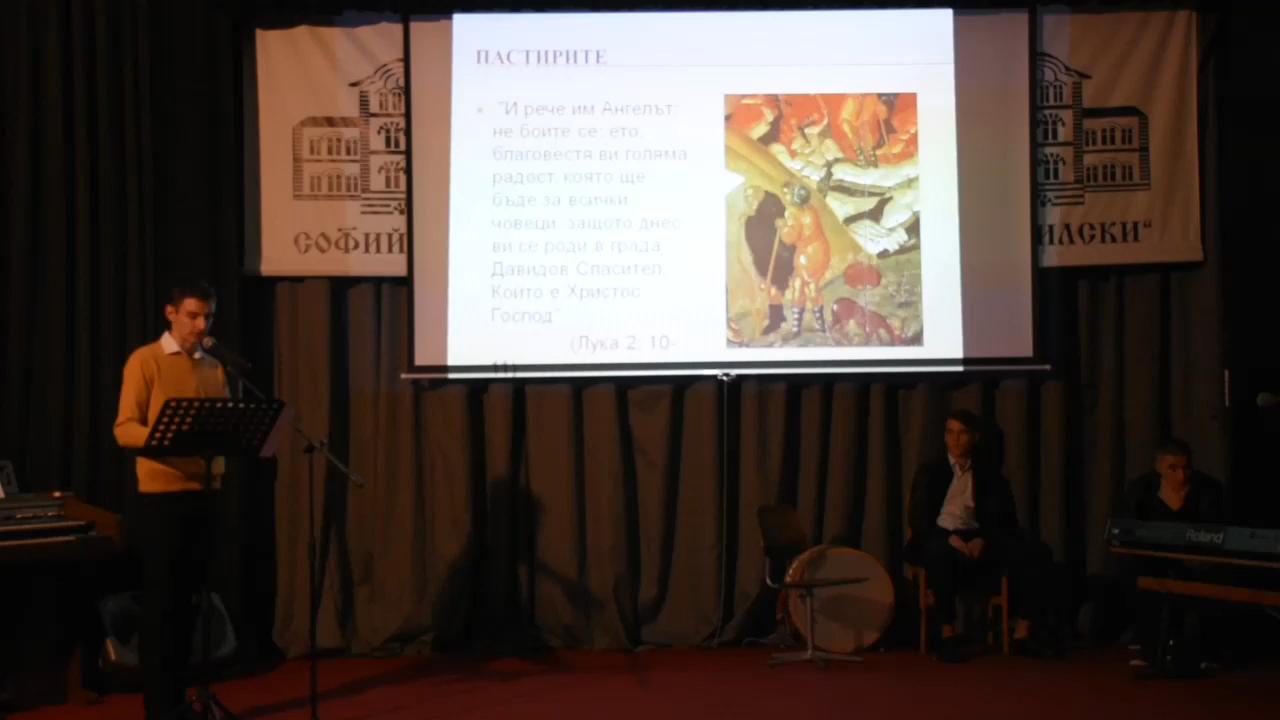 ПАСТИРИТЕ
"И рече им Ангелът:
не бойте се: ето,
благовестя ви голяма
радост, която ще
бъде за всички
човеци, защото днес
ви се роди в града
Давидов Спасител,
Който е Христос
Господ"
(Лука 2: 10-
11)
СОФИЙ
ИЛСКИ“
Roland